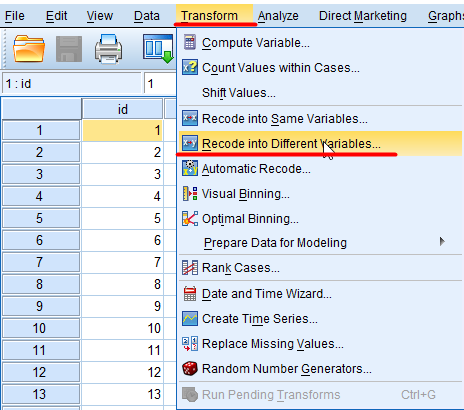 File Edit View Data Transform Analyze Direct Marketing Graphs
1 : id 1
id
1 1
2 2
3 3
4 4
5 5
6 6
7 7
8 8
9 9
10 10
11 11
12 12
13 13
Compute Variable...
Count Values within Cases...
Shift Values...
Recode into Same Variables...
Recode into Different Variables...
Automatic Recode...
Visual Binning...
Optimal Binning...
Prepare Data for Modeling
Rank Cases...
Date and Time Wizard...
Create Time Series...
Replace Missing Values...
Random Number Generators...
Run Pending Transforms Ctrl+G